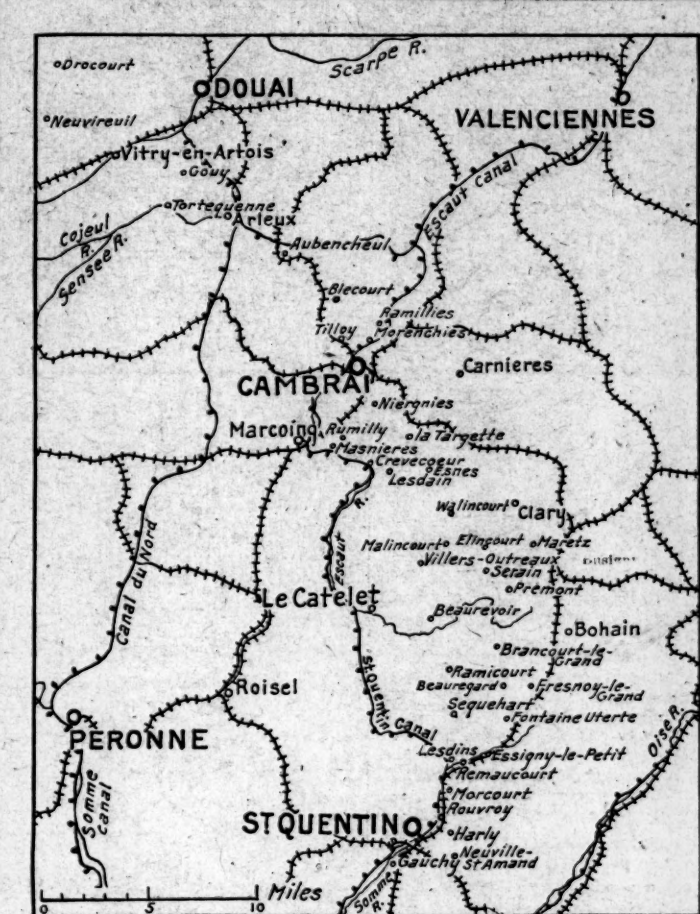 Scarpe R.
Drocourt
DOUAI
Neuvireuil
VALENCIENNES
Vitry-en-Artois
Gouy
Escaut Canal
Tortequenne
Arleux
Cojeul
R.
Sensee R.
Aubencheul
Blecourt
Ramillies
Tilloy
Morenchies
Carnieres
CAMBRAI
Niergnies
Marcoing
Rumilly
la Targette
Masnieres
Crevecoeur
Esnes
Lesdain
Walincourt
Clary
Escaut R.
Malincourt
Elincourt
Maretz
Villers-Outreaux
Serain
Premont
Canal du Nord
Le Catelet
Beaurevoir
Bohain
Brancourt-le-
Grand
Ramicourt
Beauregard
Fresnoy-le-
Grand
Roisel
St Quentin
Canal
Sequehart
Fontaine Uterte
Oise R.
PERONNE
Lesdins
Essigny-le-Petit
Remaucourt
Somme
Canal
Morcourt
Rouvroy
ST QUENTIN
Harly
Gauchy
Neuville-
St Amand
Miles
Somme
R.
0 5 10